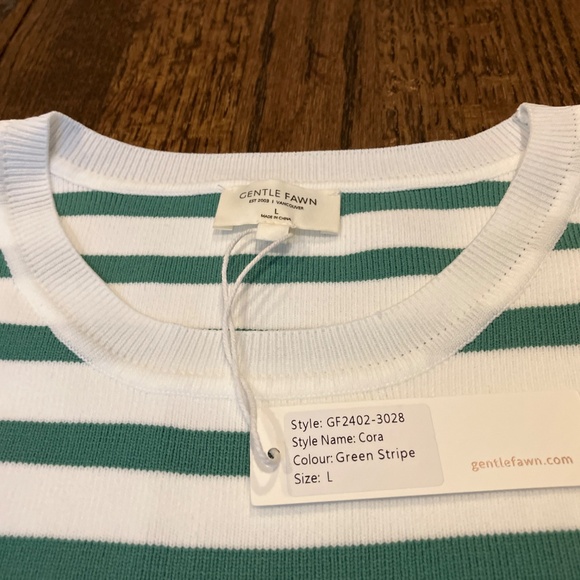 GENTLE FAWN
EST 2003 | VANCOUVER
L
MADE IN CHINA
Style: GF2402-3028
Style Name: Cora
Colour: Green Stripe
Size: L
gentlefawn.com